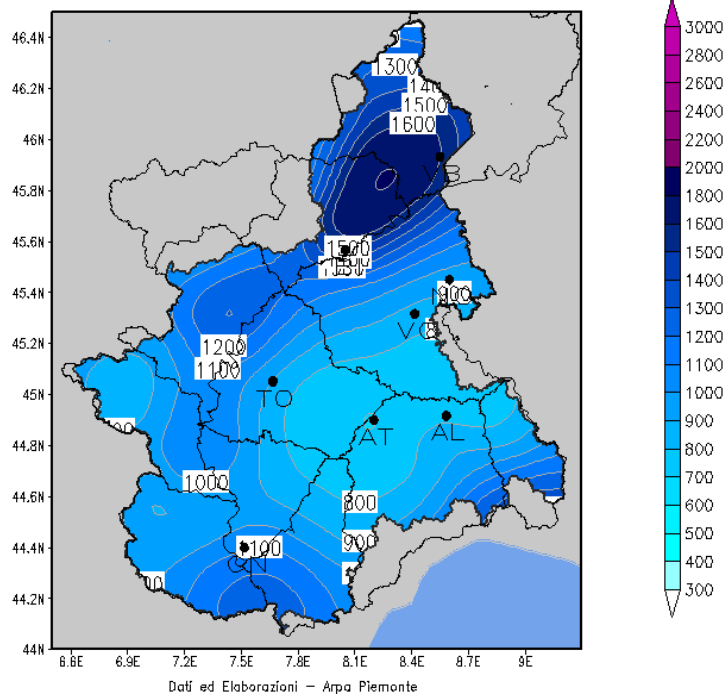 46.4N
46.2N
46N
45.8N
45.6N
45.4N
45.2N
45N
44.8N
44.6N
44.4N
44.2N
44N
6.6E
6.9E
7.2E
7.5E
7.8E
8.1E
8.4E
8.7E
9E
1300
1500
1600
VB
1500
900
VC
1200
1100
TO
AT
AL
1000
800
900
1100
CN
3000
2800
2600
2400
2200
2000
1800
1600
1500
1400
1300
1200
1100
1000
900
800
700
600
500
400
300
Dati ed Elaborazioni – Arpa Piemonte